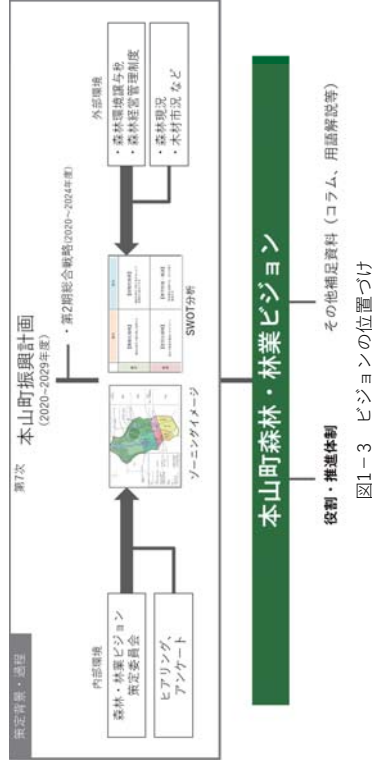 策定背景・過程
第7次
本山町振興計画
(2020~2029年度)
・第2期総合戦略(2020~2024年度)
内部環境
森林・林業ビジョン
策定委員会
ヒアリング、
アンケート
ゾーニングイメージ
SWOT分析
外部環境
・森林環境譲与税
・森林経営管理制度
・森林現況
・木材市況 など
本山町森林・林業ビジョン
役割・推進体制
その他補足資料（コラム、用語解説等）
図1−3 ビジョンの位置づけ